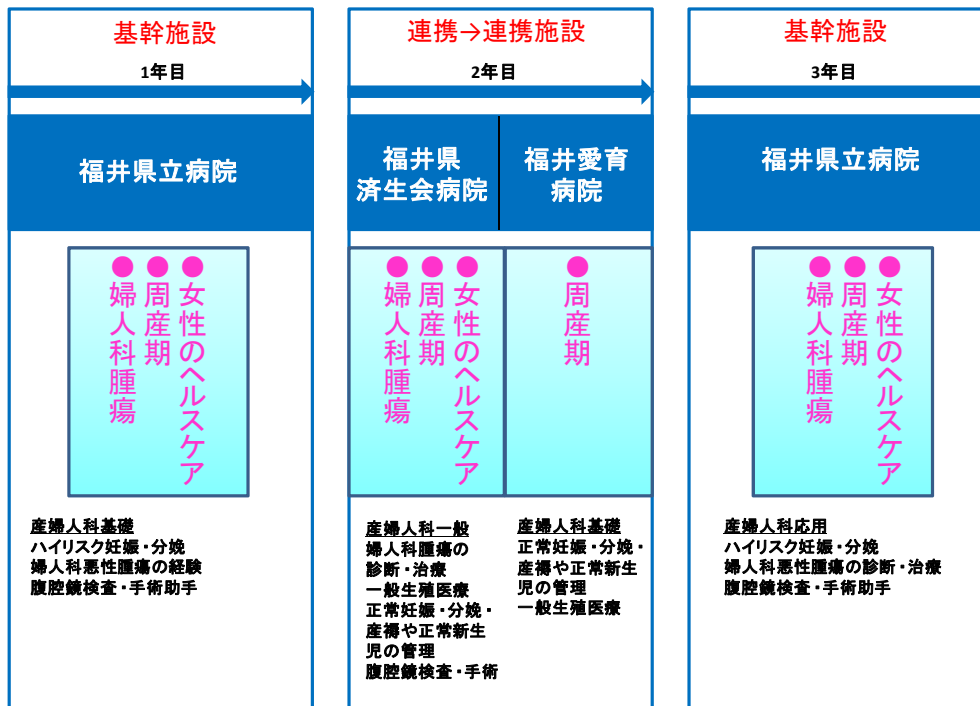 基幹施設
1年目
福井県立病院
●女性のヘルスケア
●周産期
●婦人科腫瘍
産婦人科基礎
ハイリスク妊娠・分娩
婦人科悪性腫瘍の経験
腹腔鏡検査・手術助手
連携→連携施設
2年目
福井県
済生会病院
●女性のヘルスケア
●周産期
●婦人科腫瘍
産婦人科一般
婦人科腫瘍の
診断・治療
一般生殖医療
正常妊娠・分娩・
産褥や正常新生
児の管理
腹腔鏡検査・手術
福井愛育
病院
●周産期
産婦人科基礎
正常妊娠・分娩・
産褥や正常新生
児の管理
一般生殖医療
基幹施設
3年目
福井県立病院
●女性のヘルスケア
●周産期
●婦人科腫瘍
産婦人科応用
ハイリスク妊娠・分娩
婦人科悪性腫瘍の診断・治療
腹腔鏡検査・手術助手